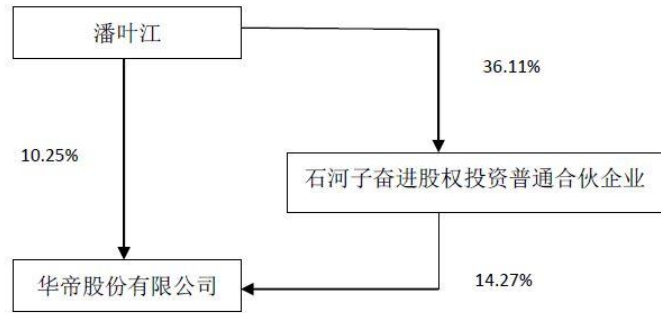 潘叶江
36.11%
10.25%
石河子奋进股权投资普通合伙企业
华帝股份有限公司
14.27%